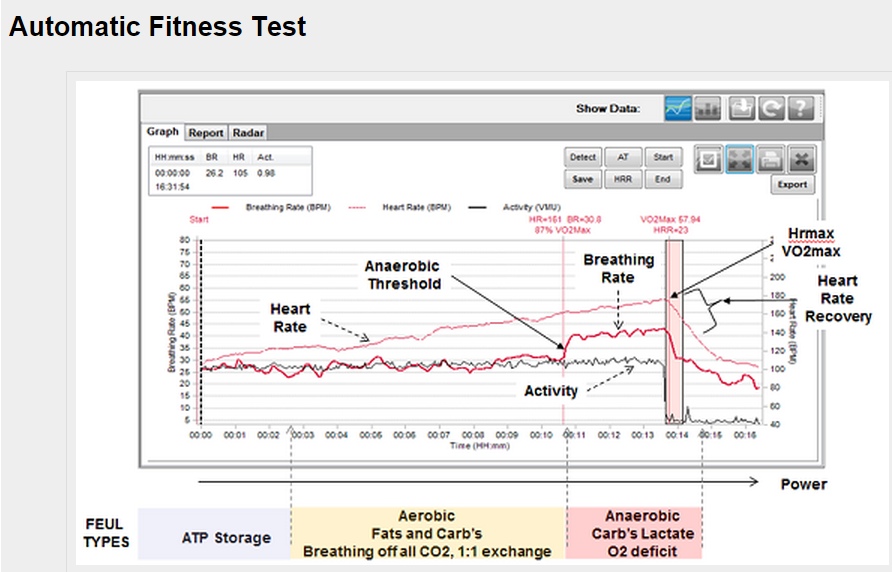 Automatic Fitness Test
Show Data:
Graph Report Radar
HH:mm:ss BR HR Act.
00:00:00 26.2 105 0.98
16:31:54
Detect AT Start
Save HRR End
Export
Breathing Rate (BPM) Heart Rate (BPM) Activity (VMU)
Start
HR=161 BR=30.8
87% VO2Max
VO2Max 57.94
HRR=23
Hrmax
VO2max
Anaerobic
Threshold
Breathing
Rate
Heart
Rate
Heart
Rate
Recovery
Activity
Breathing Rate (BPM)
80
75
70
65
60
55
50
45
40
35
30
25
20
15
10
5
Heart Rate (BPM)
200
180
160
140
120
100
80
60
40
00:00 00:01 00:02 00:03 00:04 00:05 00:06 00:07 00:08 00:09 00:10 00:11 00:12 00:13 00:14 00:15 00:16
Time (HH:mm)
Power
FEUL
TYPES
ATP Storage
Aerobic
Fats and Carb's
Breathing off all CO2, 1:1 exchange
Anaerobic
Carb's Lactate
O2 deficit